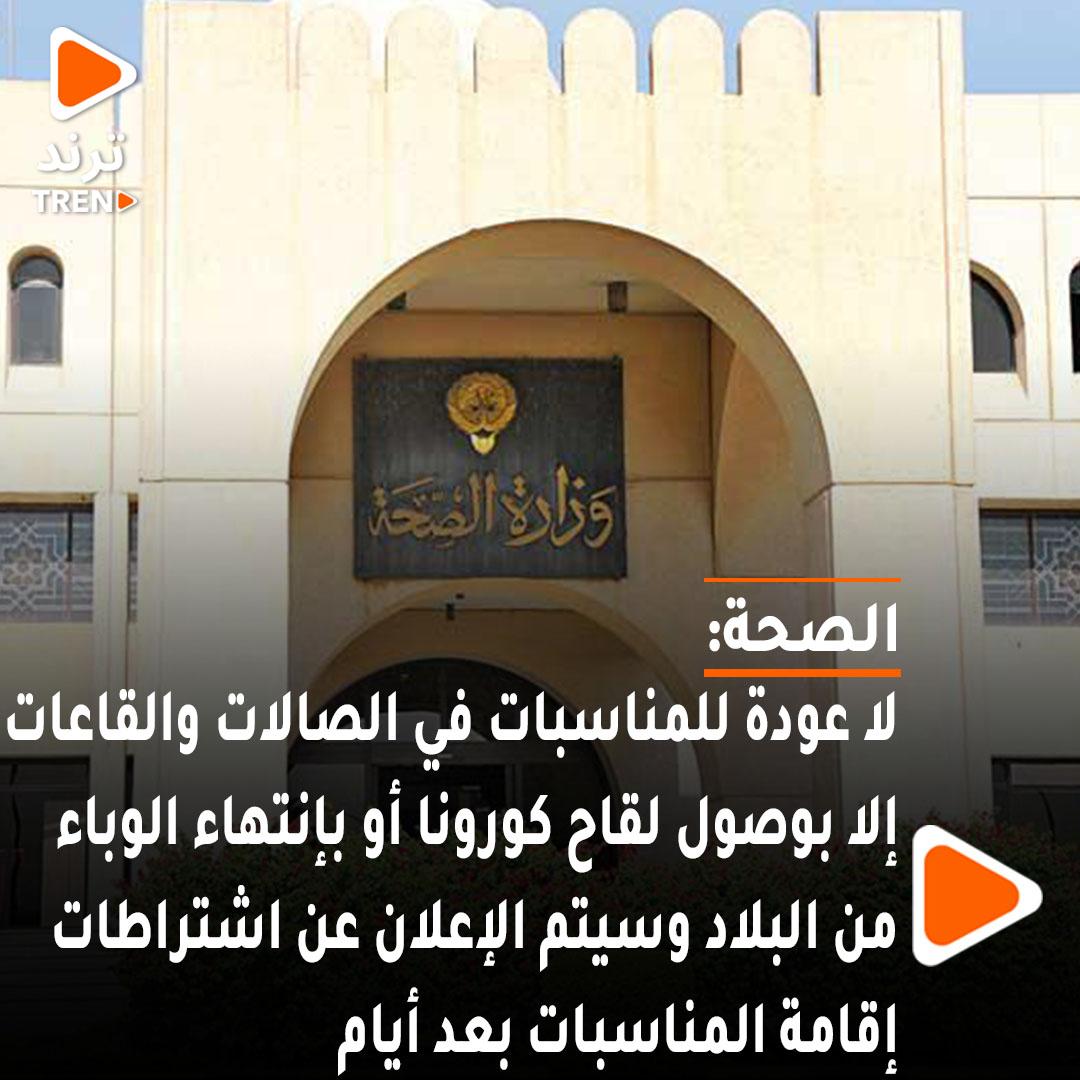 ترند
TREND
وزارة الصحة
الصحة:
لا عودة للمناسبات في الصالات والقاعات
إلا بوصول لقاح كورونا أو بإنتهاء الوباء
من البلاد وسيتم الإعلان عن اشتراطات
إقامة المناسبات بعد أيام